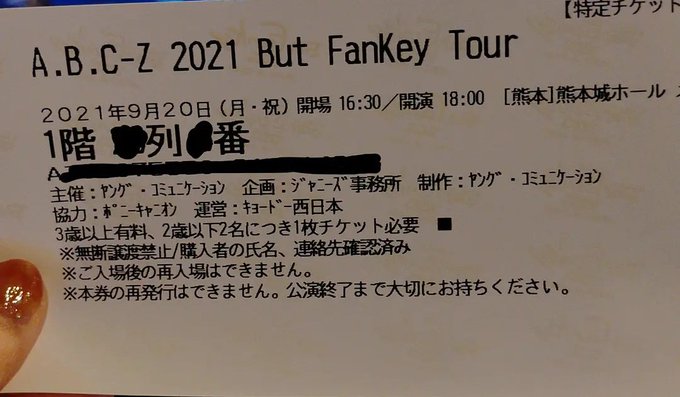 【特定チケット
A.B.C-Z 2021 But FanKey Tour
2021年9月20日(月・祝) 開場 16:30／開演 18:00 [熊本]熊本城ホール
1階 列 番
主催：ﾔﾝｸﾞ・ｺﾐｭﾆｹｰｼｮﾝ 企画：ｼﾞｬﾆｰｽﾞ事務所 制作：ﾔﾝｸﾞ・ｺﾐｭﾆｹｰｼｮﾝ
協力：ﾎﾟﾆｰｷｬﾆｵﾝ 運営：ｷｮｰﾄﾞｰ西日本
3歳以上有料、2歳以下2名につき1枚チケット必要 ■
※無断譲渡禁止/購入者の氏名、連絡先確認済み
※ご入場後の再入場はできません。
※本券の再発行はできません。公演終了まで大切にお持ちください。